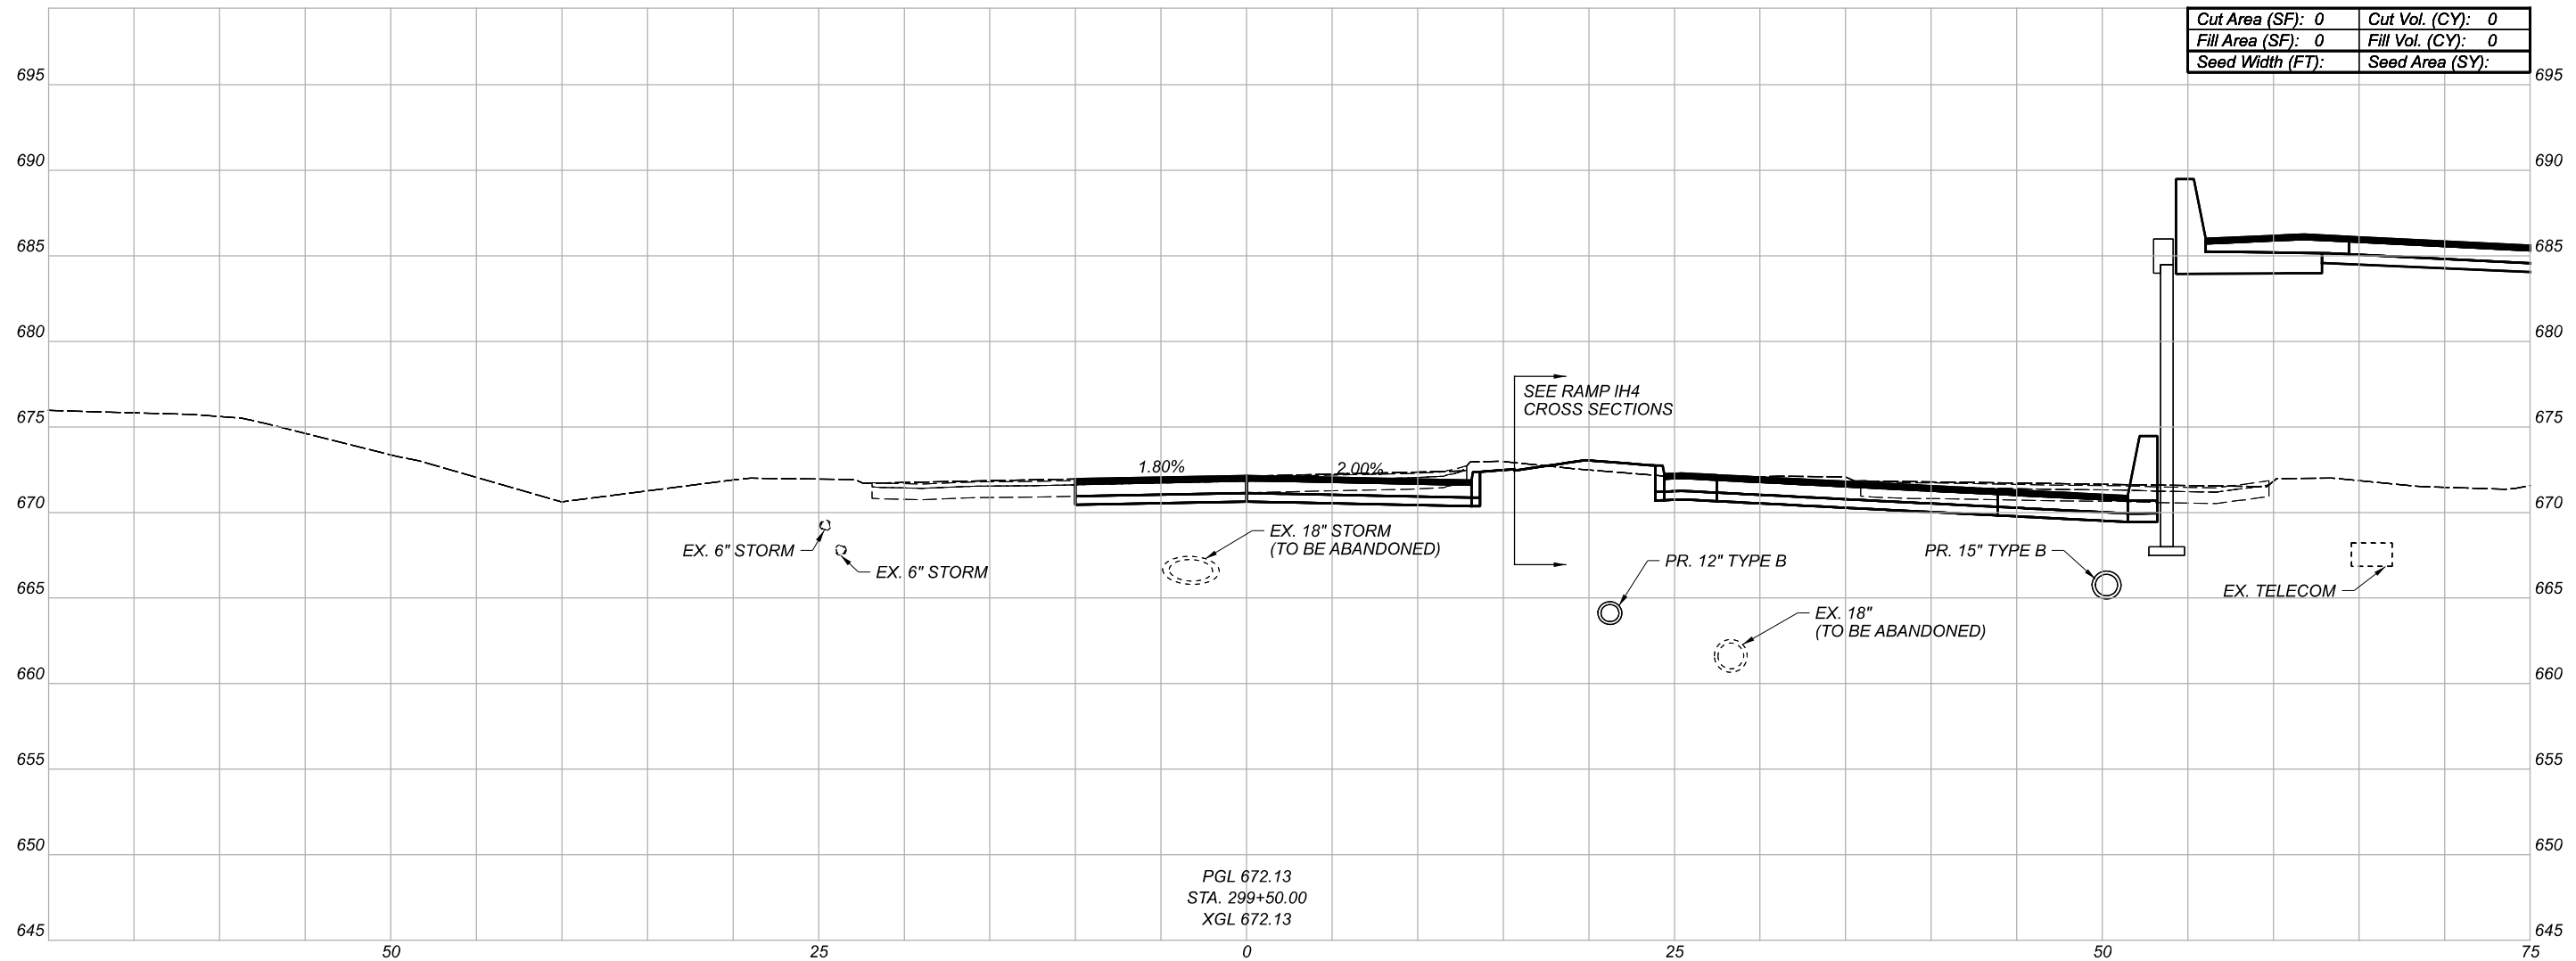 Cut Area (SF): 0 Cut Vol. (CY): 0
Fill Area (SF): 0 Fill Vol. (CY): 0
Seed Width (FT): Seed Area (SY):
695 695
690 690
685 685
680 680
SEE RAMP IH4
CROSS SECTIONS
675 675
1.80% 2.00%
670 670
EX. 6" STORM
EX. 6" STORM
EX. 18" STORM
(TO BE ABANDONED)
PR. 12" TYPE B
PR. 15" TYPE B
EX. TELECOM
665 665
EX. 18"
(TO BE ABANDONED)
660 660
655 655
650 650
PGL 672.13
STA. 299+50.00
XGL 672.13
645 645
50 25 0 25 50 75